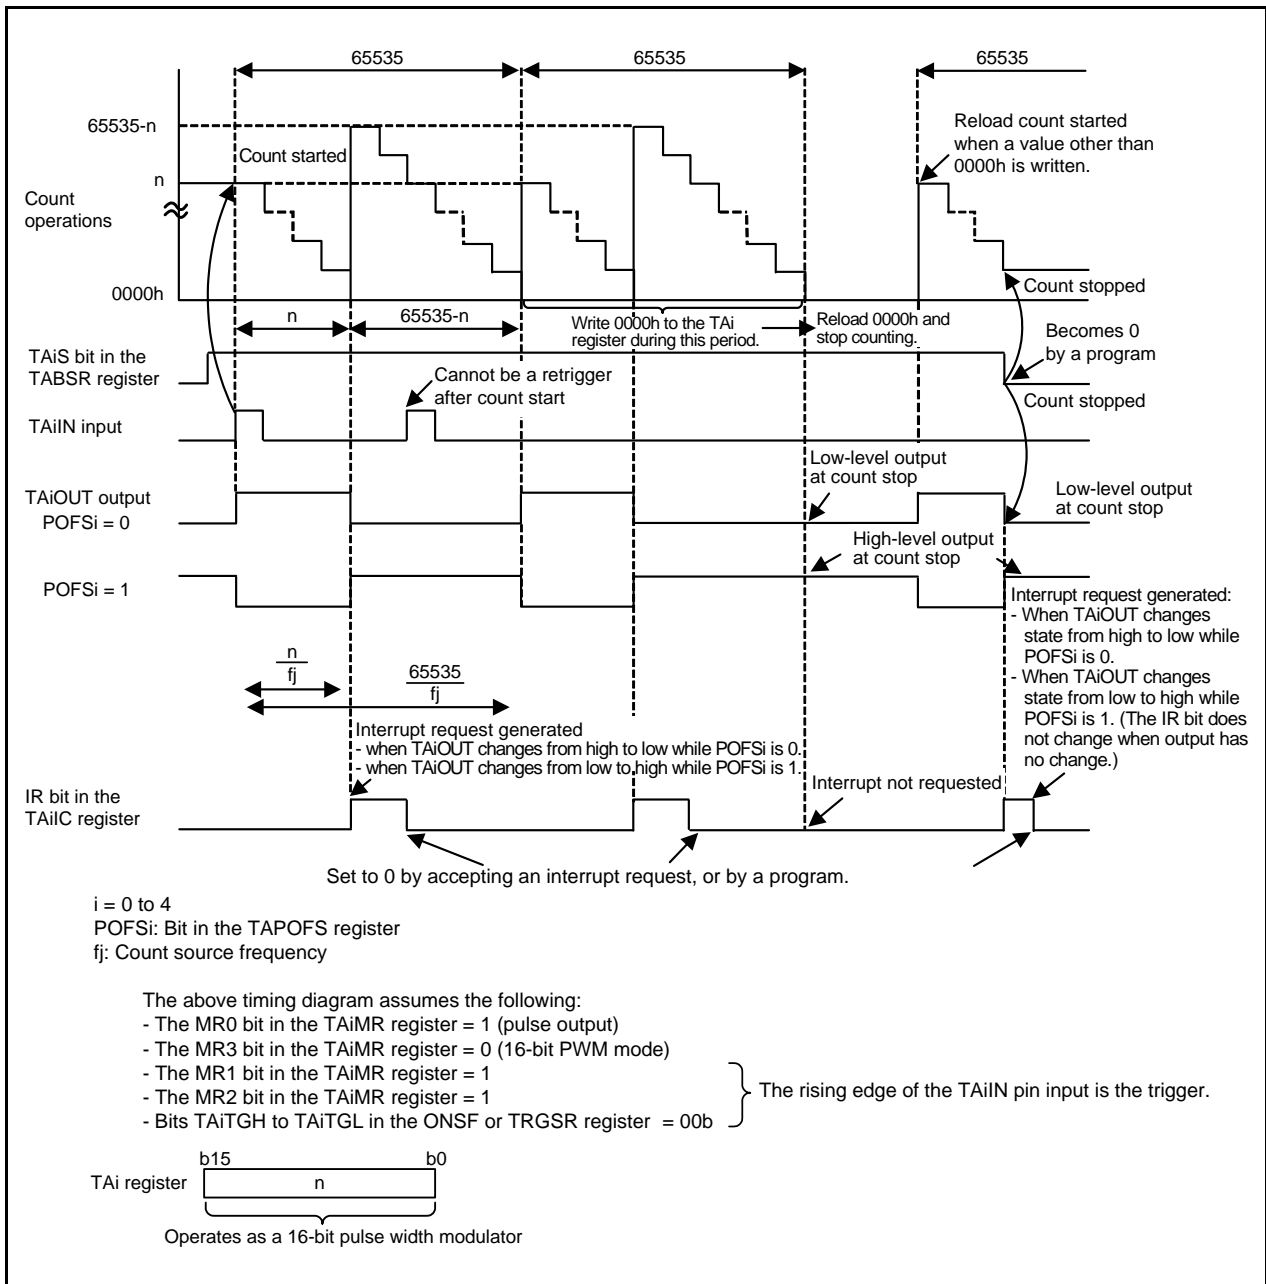 65535
65535
65535
65535-n
Count started
Reload count started
when a value other than
0000h is written.
n
Count
operations
0000h
Count stopped
n
65535-n
Write 0000h to the TAi
register during this period.
Reload 0000h and
stop counting.
Becomes 0
by a program
TAiS bit in the
TABSR register
Cannot be a retrigger
after count start
Count stopped
TAiIN input
Low-level output
at count stop
TAiOUT output
POFSi = 0
Low-level output
at count stop
High-level output
at count stop
POFSi = 1
Interrupt request generated:
- When TAiOUT changes
state from high to low while
POFSi is 0.
- When TAiOUT changes
state from low to high while
POFSi is 1. (The IR bit does
not change when output has
no change.)
n
fj
65535
fj
Interrupt request generated
- when TAiOUT changes from high to low while POFSi is 0.
- when TAiOUT changes from low to high while POFSi is 1.
Interrupt not requested
IR bit in the
TAiIC register
Set to 0 by accepting an interrupt request, or by a program.
i = 0 to 4
POFSi: Bit in the TAPOFS register
fj: Count source frequency
The above timing diagram assumes the following:
- The MR0 bit in the TAiMR register = 1 (pulse output)
- The MR3 bit in the TAiMR register = 0 (16-bit PWM mode)
- The MR1 bit in the TAiMR register = 1
- The MR2 bit in the TAiMR register = 1
- Bits TAiTGH to TAiTGL in the ONSF or TRGSR register = 00b
The rising edge of the TAiIN pin input is the trigger.
b15
b0
TAi register
n
Operates as a 16-bit pulse width modulator